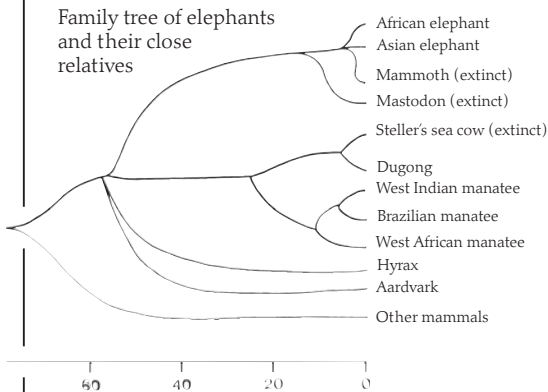 Family tree of elephants
and their close
relatives
African elephant
Asian elephant
Mammoth (extinct)
Mastodon (extinct)
Steller's sea cow (extinct)
Dugong
West Indian manatee
Brazilian manatee
West African manatee
Hyrax
Aardvark
Other mammals
60 40 20 0